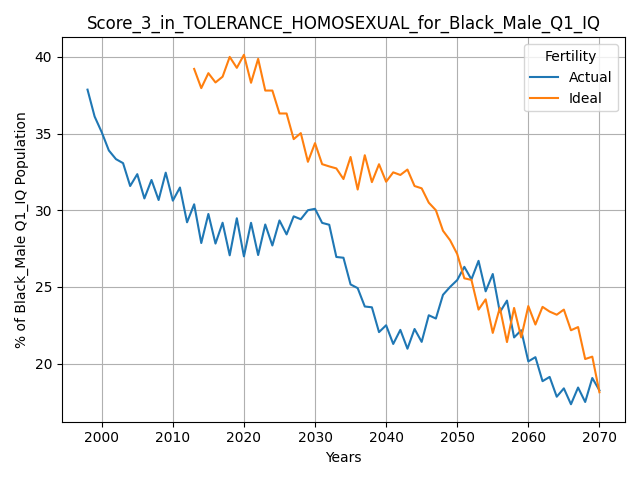 Score_3_in_TOLERANCE_HOMOSEXUAL_for_Black_Male_Q1_IQ
Fertility
Actual
Ideal
% of Black_Male Q1_IQ Population
40
35
30
25
20
2000
2010
2020
2030
2040
2050
2060
2070
Years